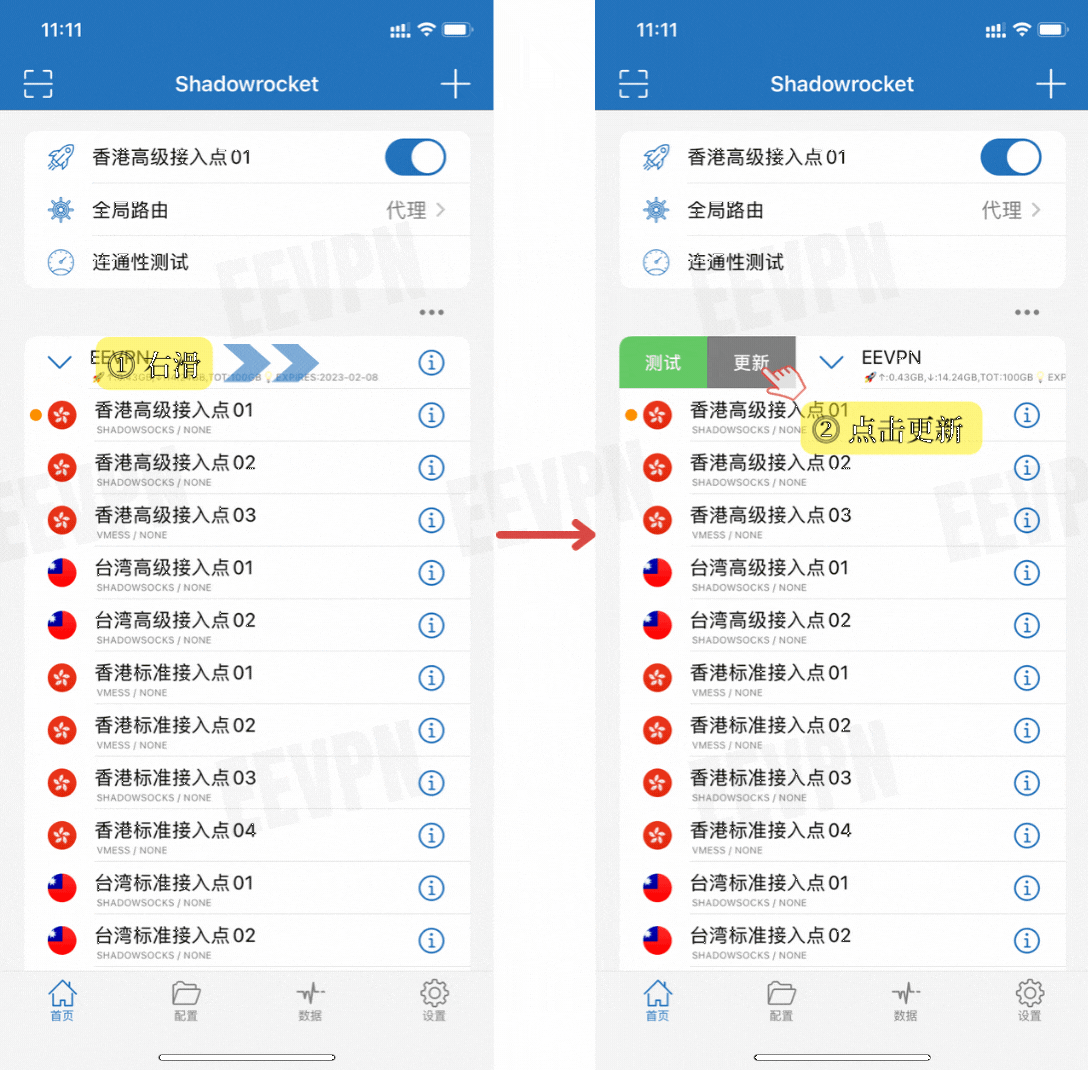 11:11
Shadowrocket
香港高级接入点01
全局路由
代理
连通性测试
EEVPN
① 右滑
↑:0.43GB,↓:14.24GB,TOT:100GB💡EXPIRES:2023-02-08
香港高级接入点01
SHADOWSOCKS / NONE
香港高级接入点02
SHADOWSOCKS / NONE
香港高级接入点03
VMESS / NONE
台湾高级接入点01
SHADOWSOCKS / NONE
台湾高级接入点02
SHADOWSOCKS / NONE
香港标准接入点01
VMESS / NONE
香港标准接入点02
VMESS / NONE
香港标准接入点03
SHADOWSOCKS / NONE
香港标准接入点04
VMESS / NONE
台湾标准接入点01
SHADOWSOCKS / NONE
台湾标准接入点02
SHADOWSOCKS / NONE
首页
配置
数据
设置
11:11
Shadowrocket
香港高级接入点01
全局路由
代理
连通性测试
测试
更新
EEVPN
🚀↑:0.43GB,↓:14.24GB,TOT:100GB💡EXP
香港高级接入点01
SHADOWSOCKS / NONE
② 点击更新
香港高级接入点02
SHADOWSOCKS / NONE
香港高级接入点03
VMESS / NONE
台湾高级接入点01
SHADOWSOCKS / NONE
台湾高级接入点02
SHADOWSOCKS / NONE
香港标准接入点01
VMESS / NONE
香港标准接入点02
VMESS / NONE
香港标准接入点03
SHADOWSOCKS / NONE
香港标准接入点04
VMESS / NONE
台湾标准接入点01
SHADOWSOCKS / NONE
台湾标准接入点02
SHADOWSOCKS / NONE
首页
配置
数据
设置
EEVPN
EEVPN
EEVPN
EEVPN
EEVPN
EEVPN
EEVPN